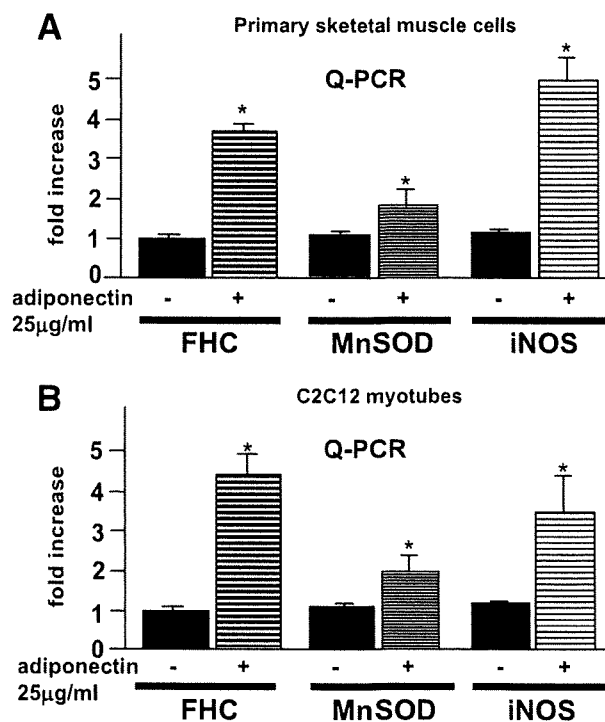 A
Primary sketetal muscle cells
Q-PCR
fold increase
5
4
3
2
1
0
*
*
*
adiponectin - + - + - +
25µg/ml
FHC MnSOD iNOS
B
C2C12 myotubes
Q-PCR
fold increase
5
4
3
2
1
0
*
*
*
adiponectin - + - + - +
25µg/ml
FHC MnSOD iNOS